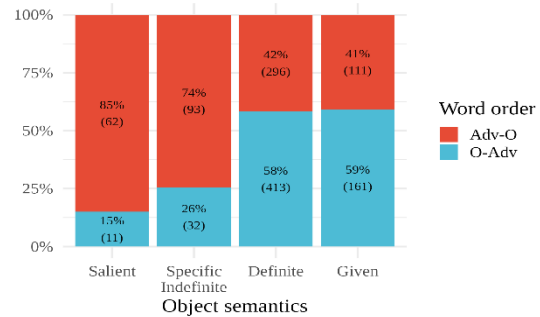 100%
75%
50%
25%
0%
85%
(62)
15%
(11)
74%
(93)
26%
(32)
42%
(296)
58%
(413)
41%
(111)
59%
(161)
Salient
Specific
Indefinite
Definite
Given
Object semantics
Word order
Adv-O
O-Adv